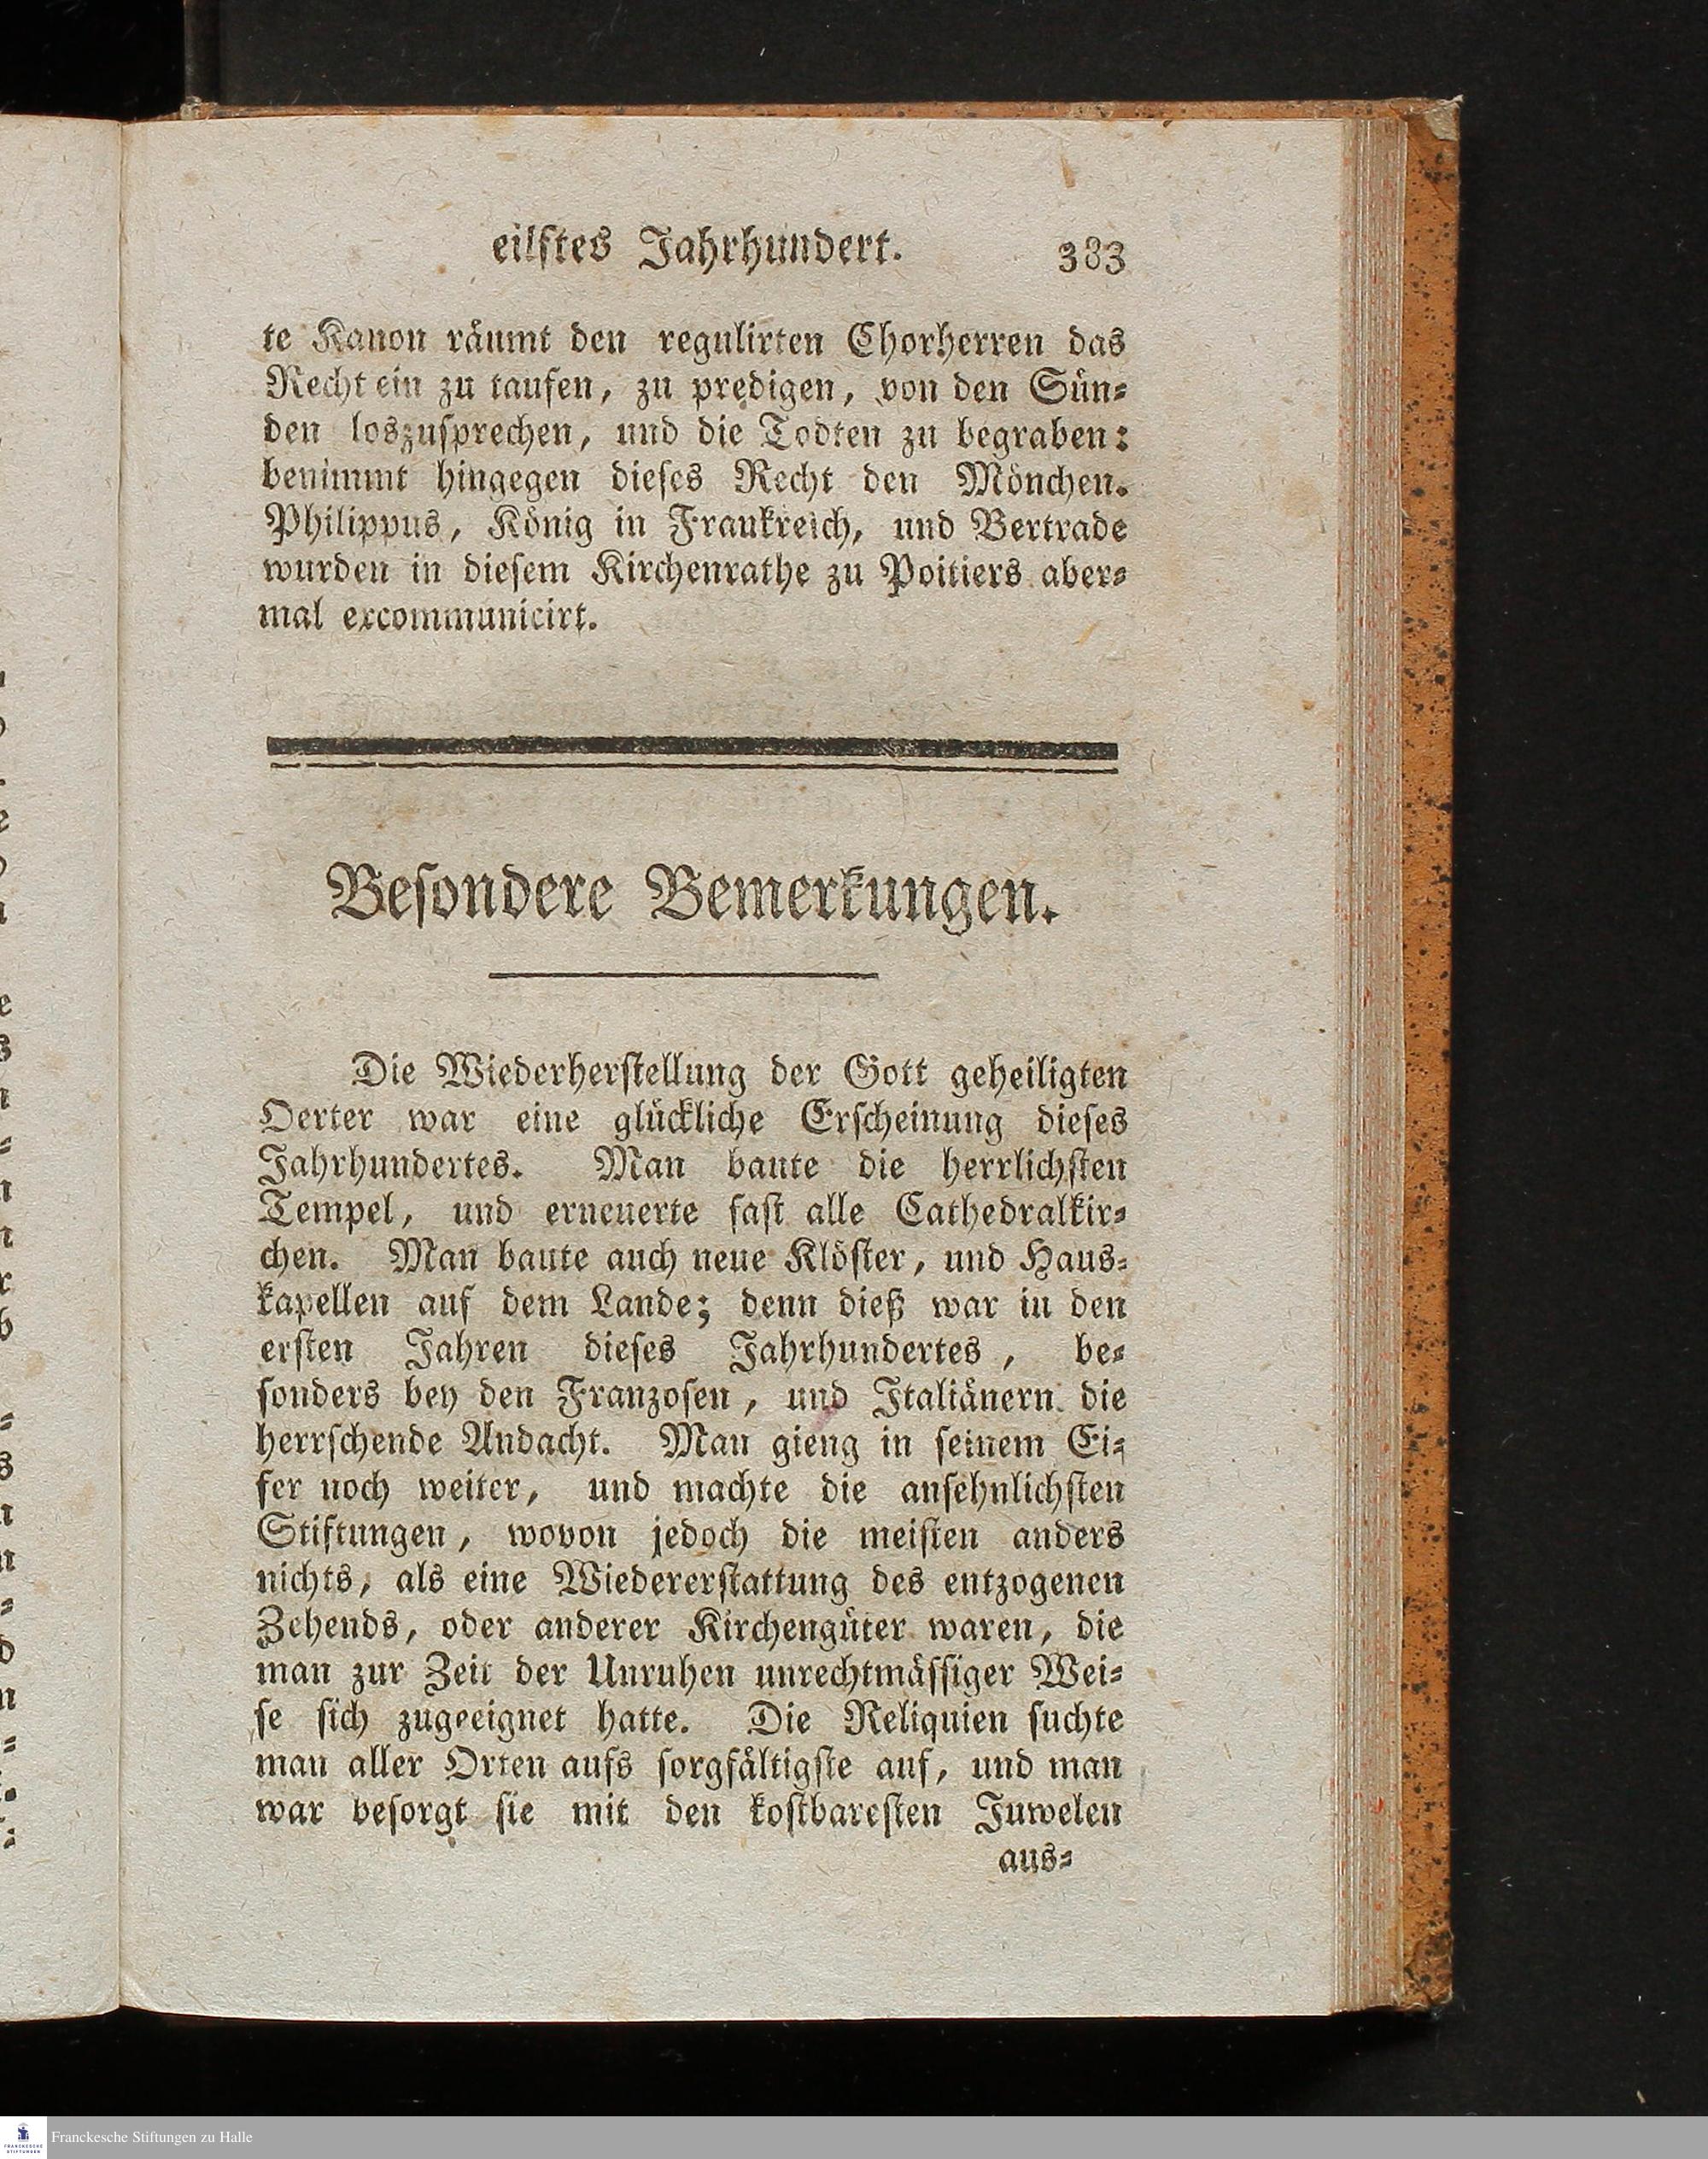 eilftes Jahrhundert. 383
te Kanon räumt den regulirten Chorherren das
Recht ein zu taufen, zu predigen, von den Sün⸗
den loszusprechen, und die Todten zu begraben:
benimmt hingegen dieses Recht den Mönchen.
Philippus, König in Frankreich, und Bertrade
wurden in diesem Kirchenrathe zu Poitiers aber⸗
mal excommunicirt.
Besondere Bemerkungen.
Die Wiederherstellung der Gott geheiligten
Oerter war eine glückliche Erscheinung dieses
Jahrhundertes. Man baute die herrlichsten
Tempel, und erneuerte fast alle Cathedralkir⸗
chen. Man baute auch neue Klöster, und Haus⸗
kapellen auf dem Lande; denn dieß war in den
ersten Jahren dieses Jahrhundertes, be⸗
sonders bey den Franzosen, und Italiänern die
herrschende Andacht. Man gieng in seinem Ei⸗
fer noch weiter, und machte die ansehnlichsten
Stiftungen, wovon jedoch die meisten anders
nichts, als eine Wiedererstattung des entzogenen
Zehends, oder anderer Kirchengüter waren, die
man zur Zeit der Unruhen unrechtmässiger Wei⸗
se sich zugeeignet hatte. Die Reliquien suchte
man aller Orten aufs sorgfältigste auf, und man
war besorgt sie mit den kostbaresten Juwelen
aus⸗
FRANCKESCHE
STIFTUNGEN
Franckesche Stiftungen zu Halle